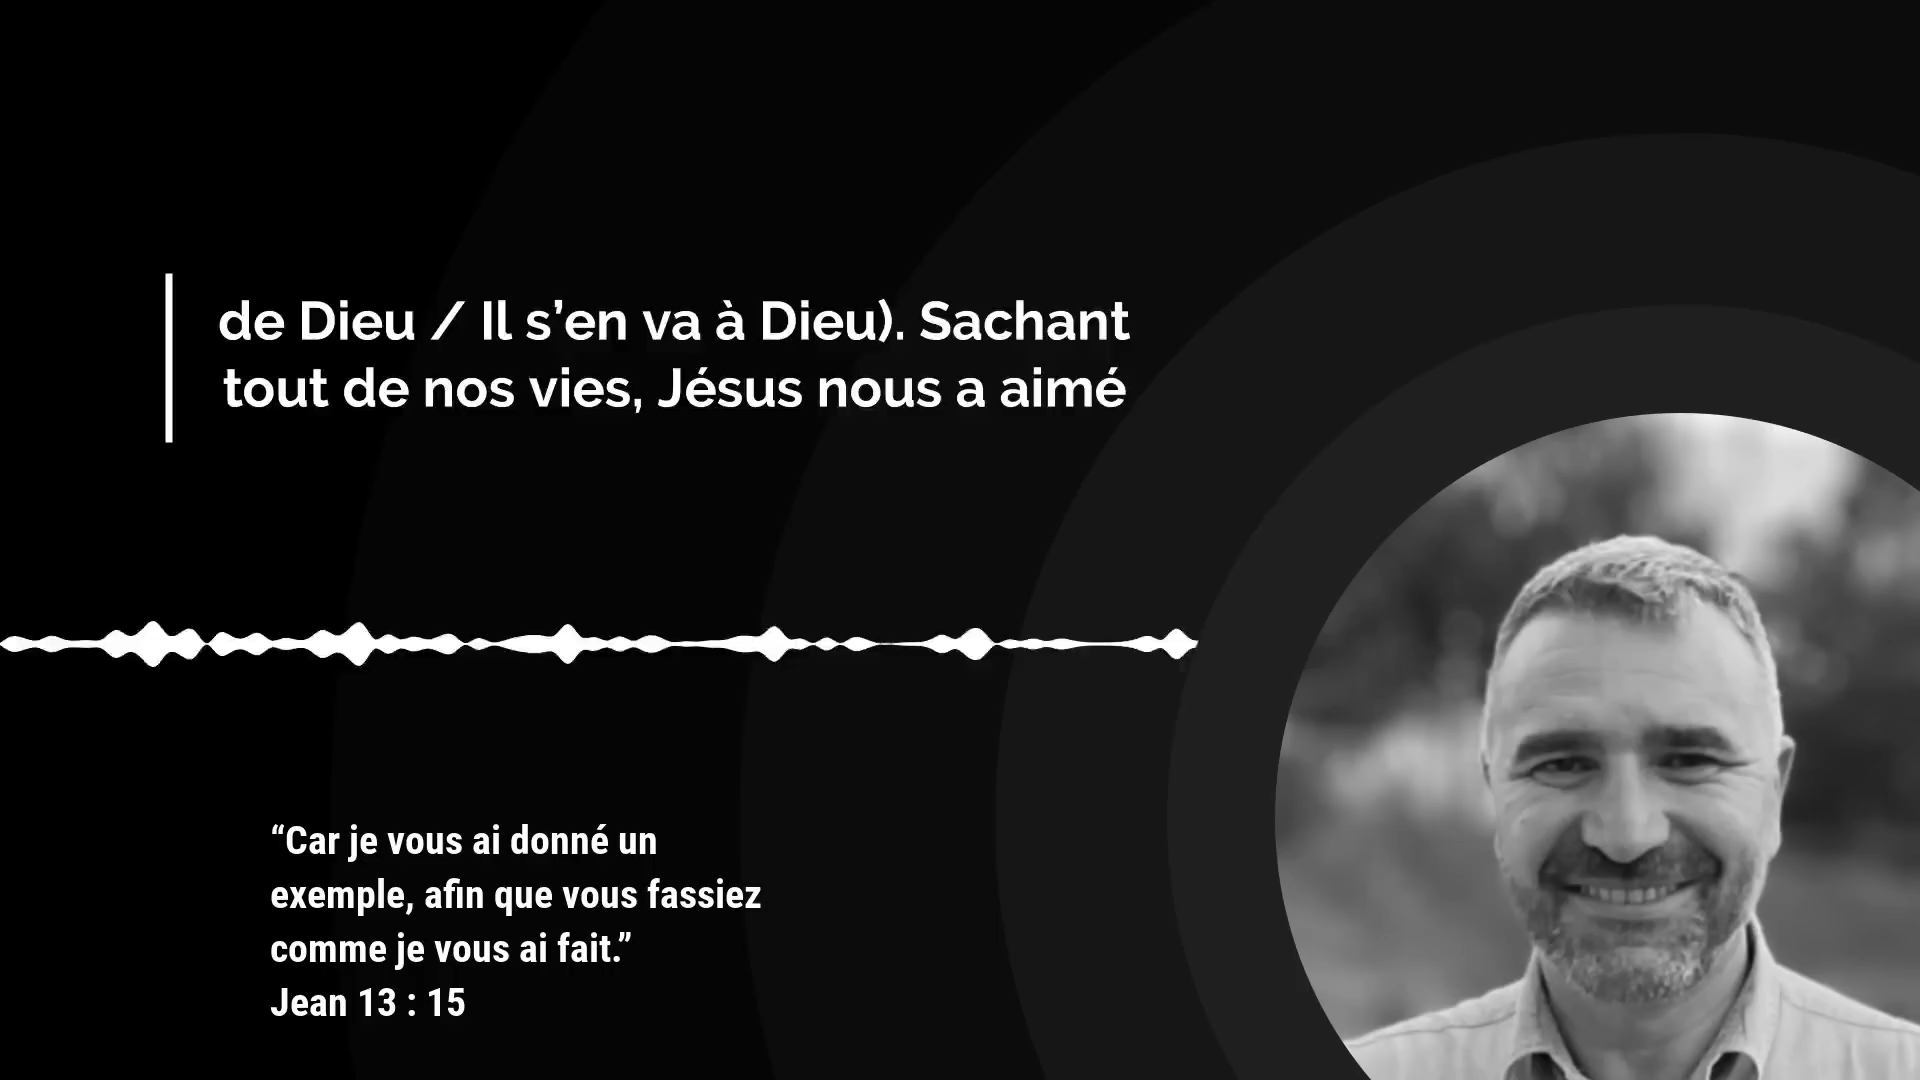 de Dieu / Il s’en va à Dieu). Sachant
tout de nos vies, Jésus nous a aimé
“Car je vous ai donné un
exemple, afin que vous fassiez
comme je vous ai fait.”
Jean 13 : 15